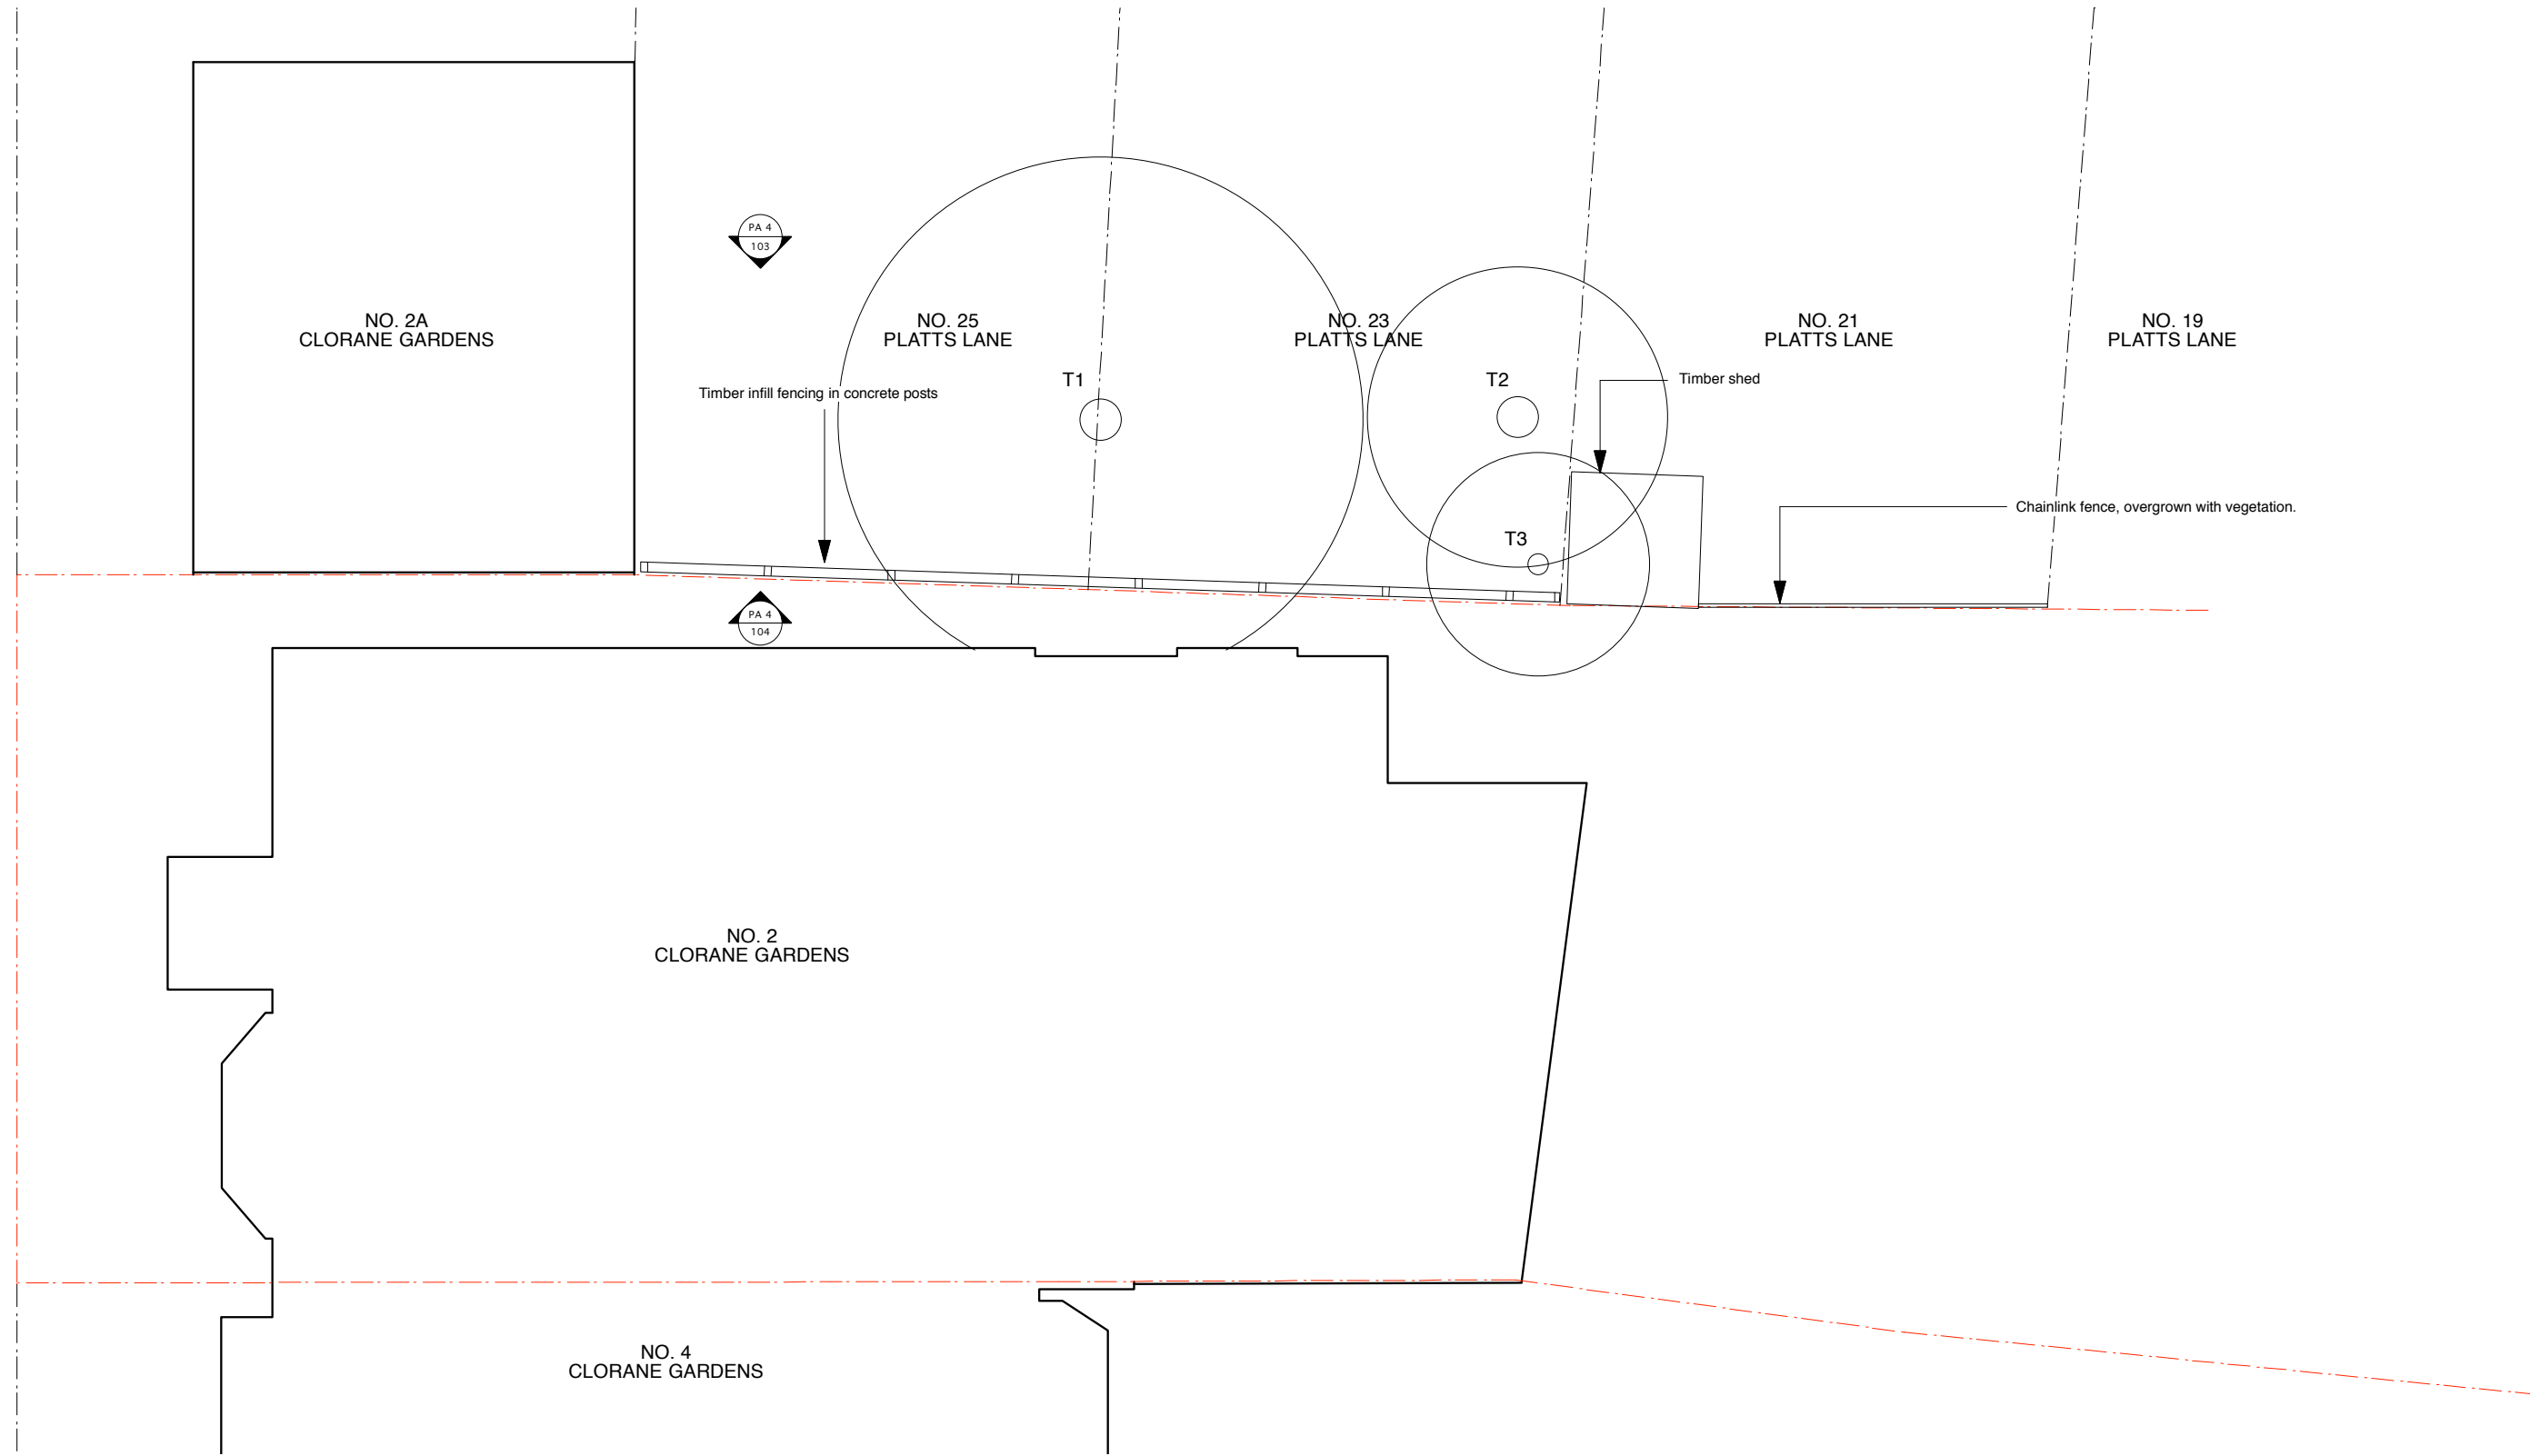 PA 4
103
NO. 2A
CLORANE GARDENS
NO. 25
PLATTS LANE
NO. 23
PLATTS LANE
NO. 21
PLATTS LANE
NO. 19
PLATTS LANE
T1
T2
Timber shed
Timber infill fencing in concrete posts
Chainlink fence, overgrown with vegetation.
T3
PA 4
104
NO. 2
CLORANE GARDENS
NO. 4
CLORANE GARDENS